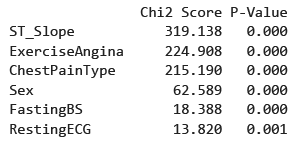 Chi2 Score P-Value
ST_Slope 319.138 0.000
ExerciseAngina 224.908 0.000
ChestPainType 215.190 0.000
Sex 62.589 0.000
FastingBS 18.388 0.000
RestingECG 13.820 0.001